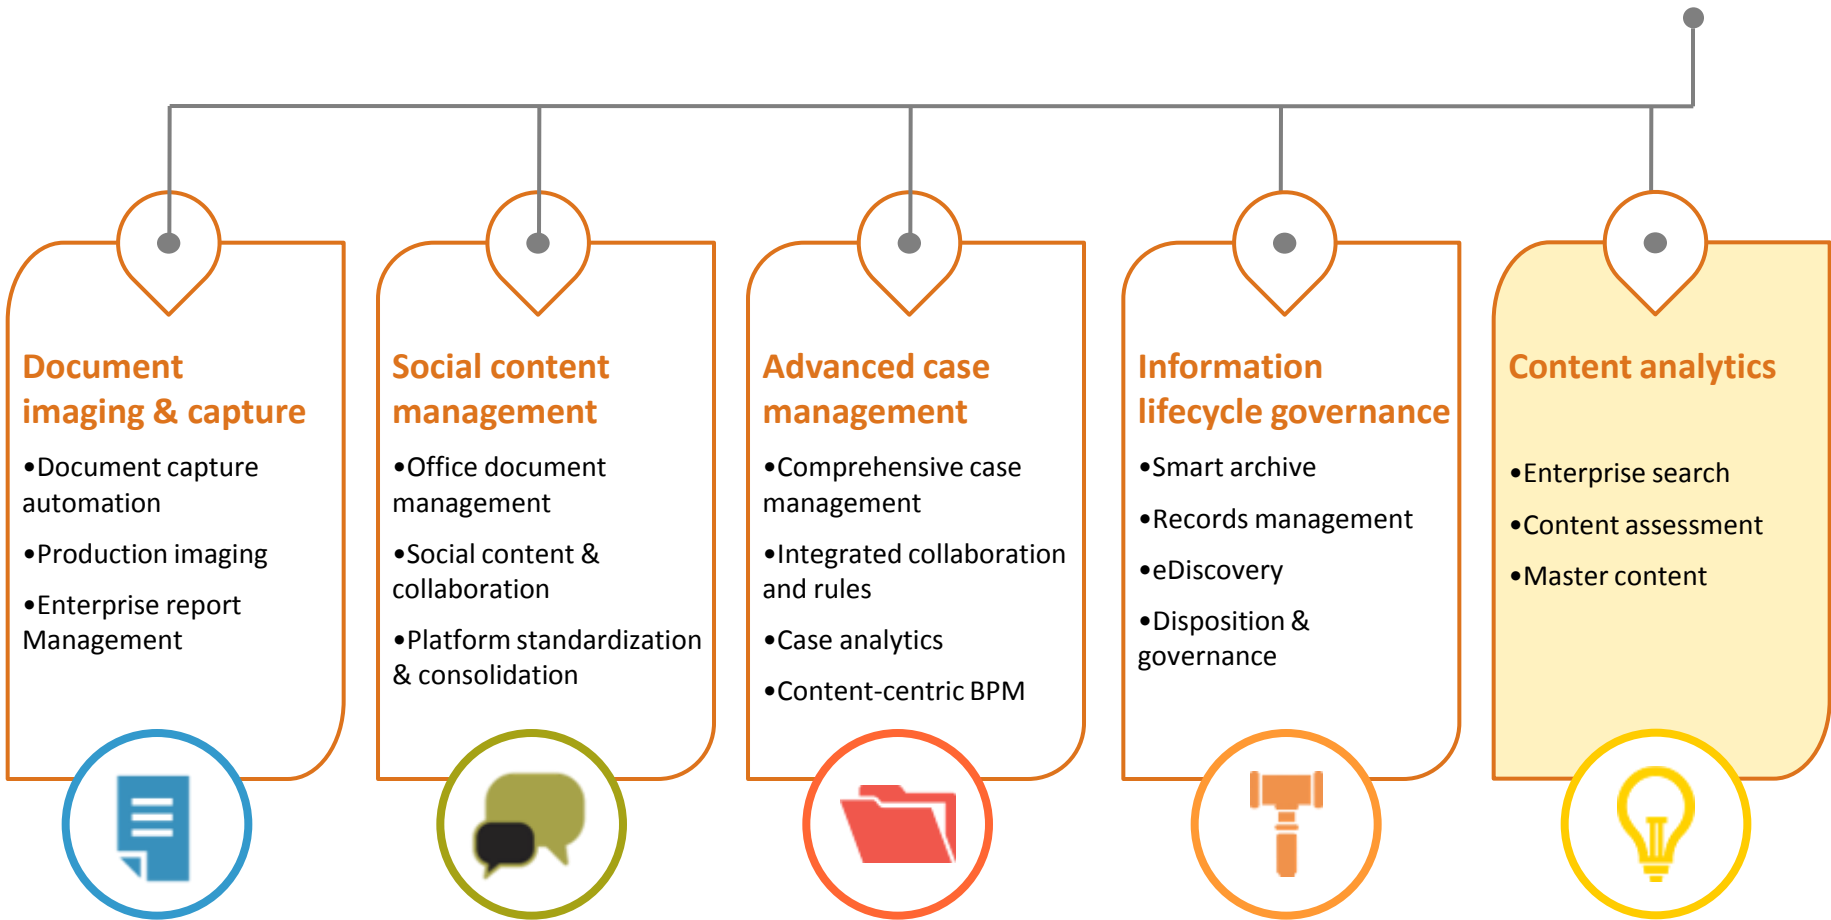 Document
imaging & capture
•Document capture
automation
•Production imaging
•Enterprise report
Management
Social content
management
•Office document
management
•Social content &
collaboration
•Platform standardization
& consolidation
Advanced case
management
•Comprehensive case
management
•Integrated collaboration
and rules
•Case analytics
•Content-centric BPM
Information
lifecycle governance
•Smart archive
•Records management
•eDiscovery
•Disposition &
governance
Content analytics
•Enterprise search
•Content assessment
•Master content